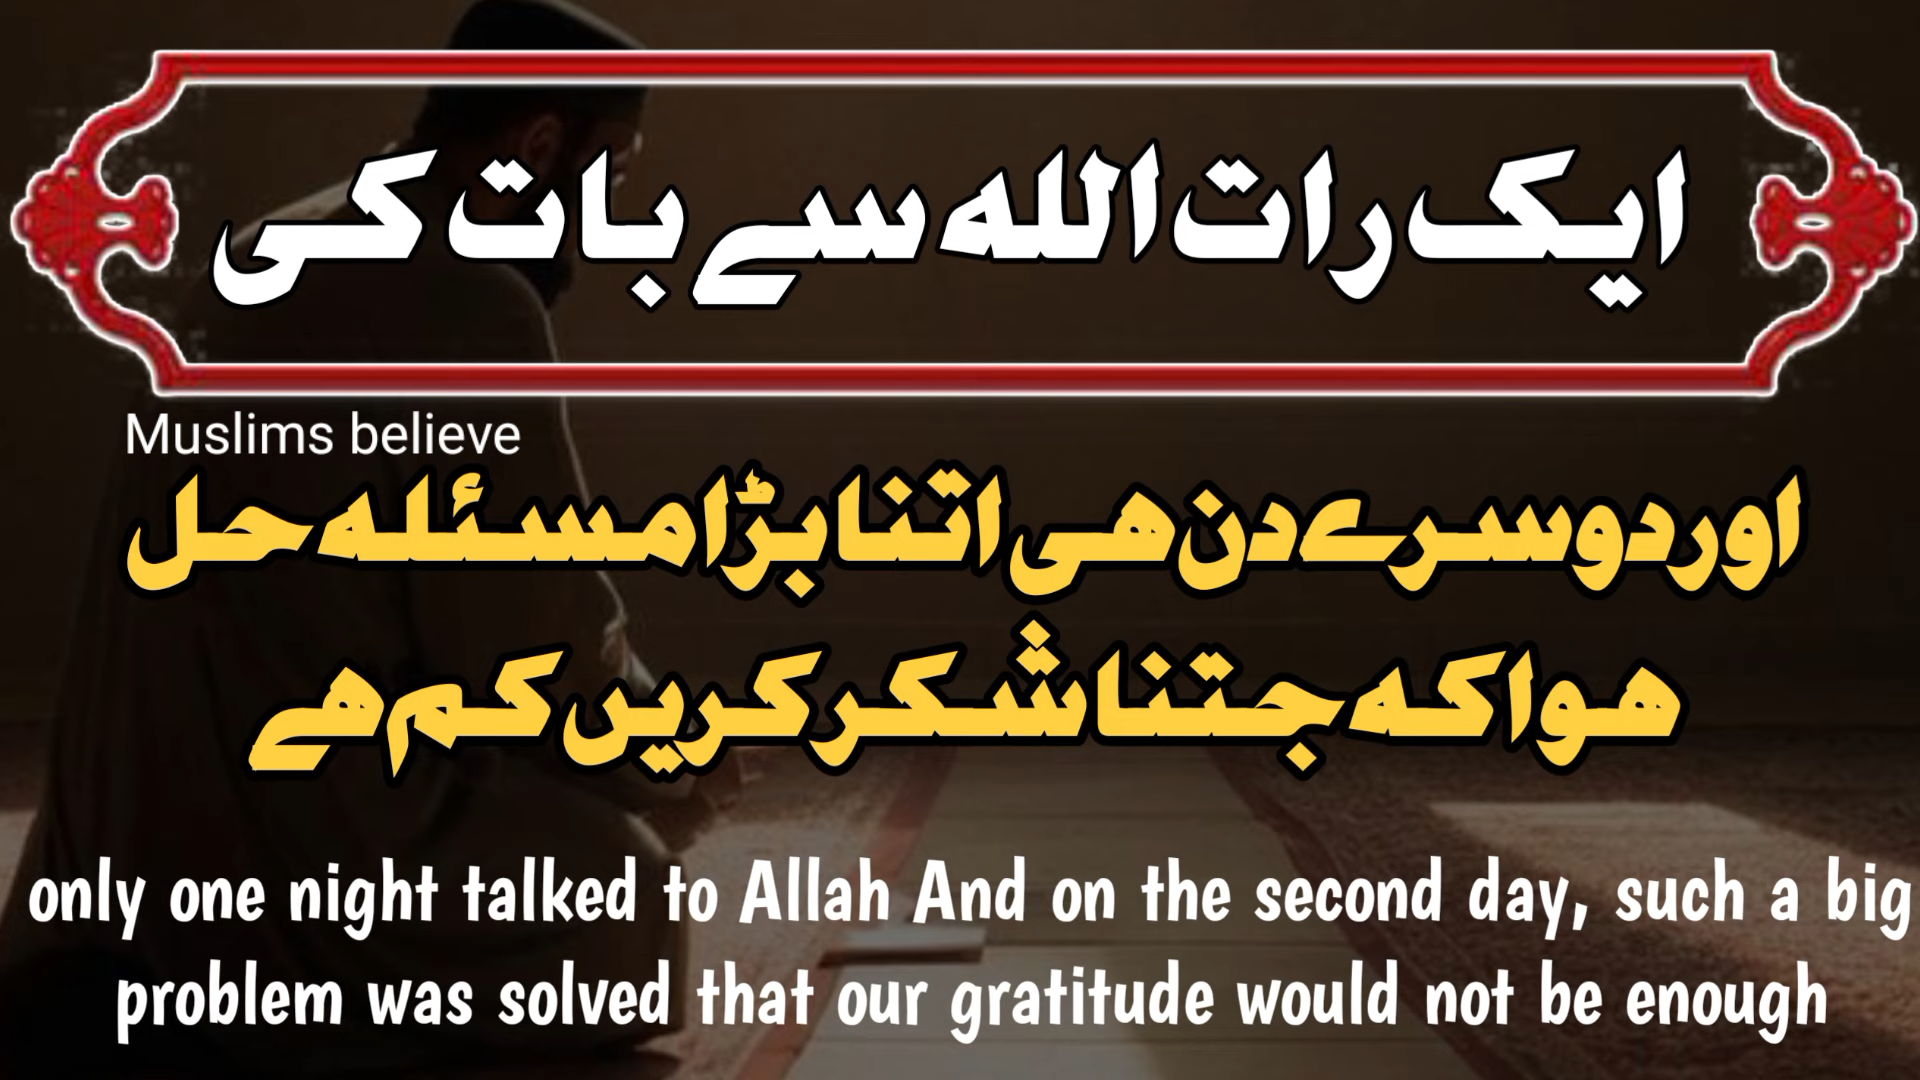 ایک رات اللہ سے بات کی
Muslims believe
اور دوسرے دن ھی اتنا بڑا مسئلہ حل
ھوا کہ جتنا شکر کریں کم ھے
only one night talked to Allah And on the second day, such a big
problem was solved that our gratitude would not be enough